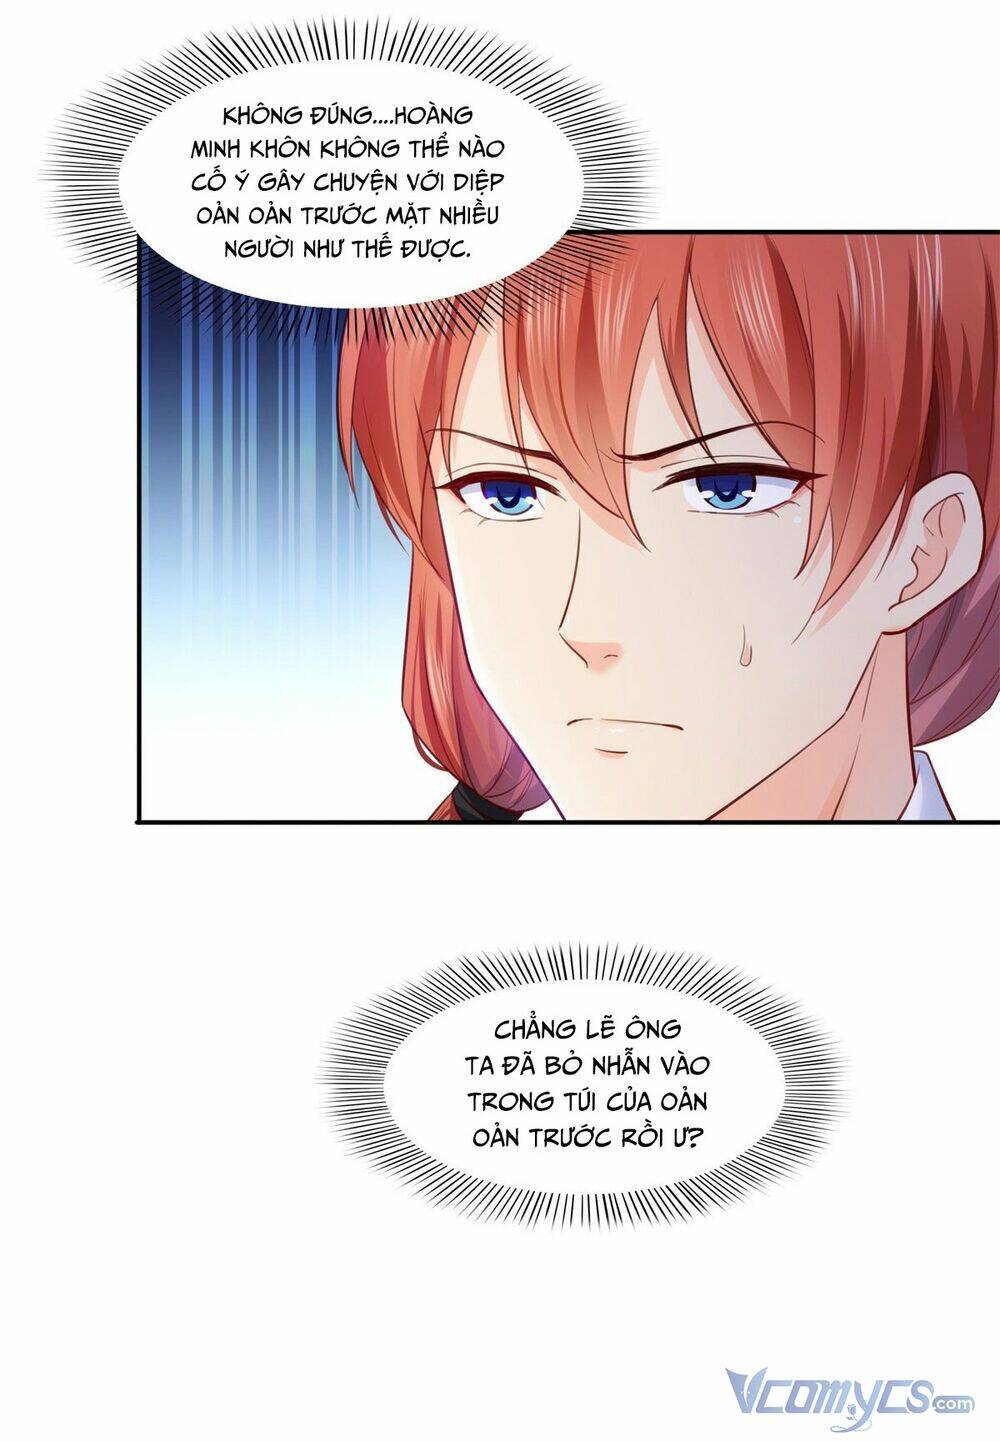 KHÔNG ĐÚNG....HOÀNG
MINH KHÔN KHÔNG THỂ NÀO
CỐ Ý GÂY CHUYỆN VỚI DIỆP
OẢN OẢN TRƯỚC MẶT NHIỀU
NGƯỜI NHƯ THẾ ĐƯỢC.
CHẲNG LẼ ÔNG
TA ĐÃ BỎ NHẪN VÀO
TRONG TÚI CỦA OẢN
OẢN TRƯỚC RỒI Ư?
VCOMYCS.com